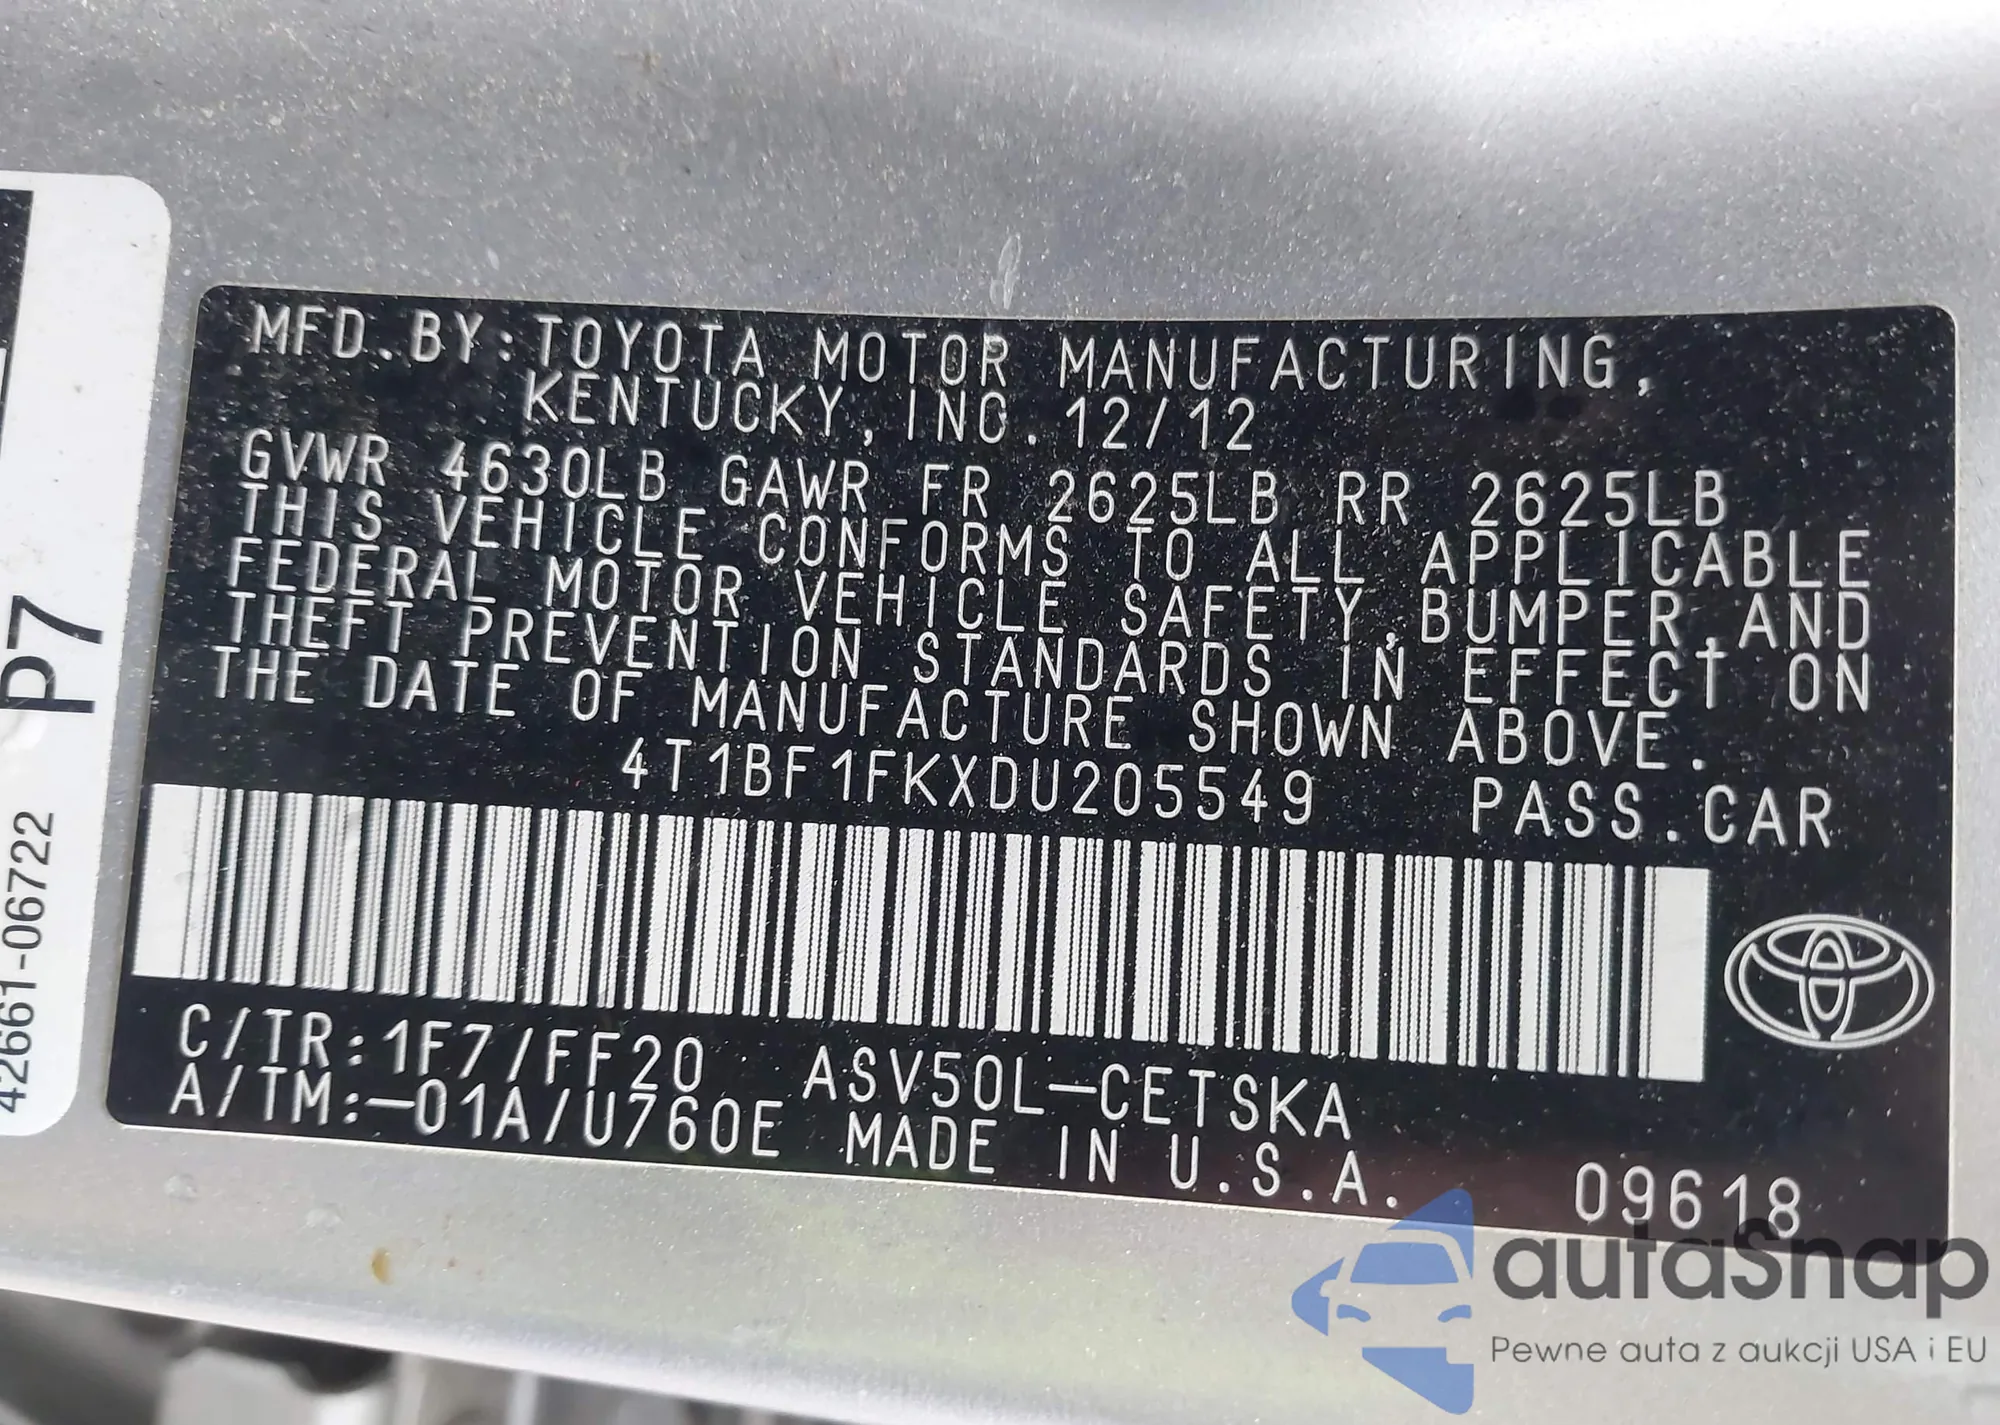 MFD.BY:TOYOTA MOTOR MANUFACTURING,
KENTUCKY, INC. 12/12
GVWR 4630LB GAWR FR 2625LB RR 2625LB
THIS VEHICLE CONFORMS TO ALL APPLICABLE
FEDERAL MOTOR VEHICLE SAFETY,BUMPER,AND
THEFT PREVENTION STANDARDS IN EFFECT ON
THE DATE OF MANUFACTURE SHOWN ABOVE.
4T1BF1FKXDU205549 PASS.CAR
C/TR:1F7/FF20 ASV50L-CETSKA
A/TM:-01A/U760E MADE IN U.S.A. 09618
P7
42661-06722
autaSnap
Pewne auta z aukcji USA i EU